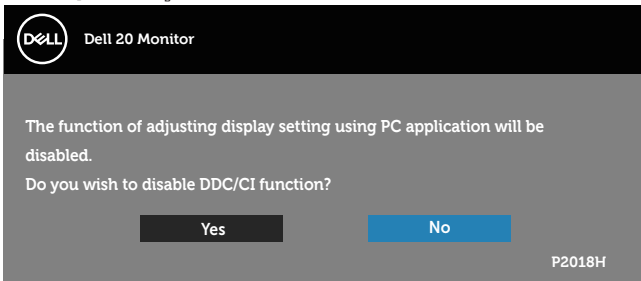 DELL
Dell 20 Monitor
The function of adjusting display setting using PC application will be
disabled.
Do you wish to disable DDC/CI function?
Yes No
P2018H